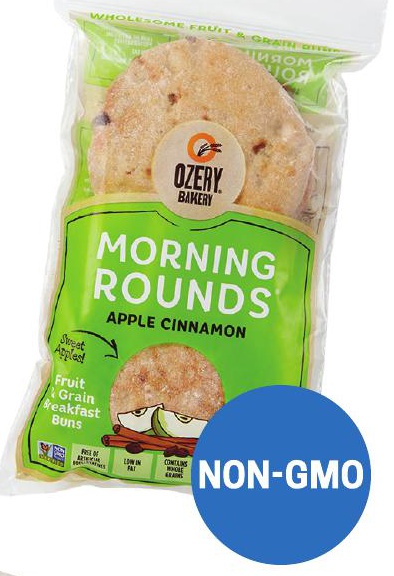 WHOLESOME FRUIT & GRAIN BUNS
OZERY
BAKERY
MORNING
ROUNDS
APPLE CINNAMON
Sweet
Apples!
Fruit
& Grain
Breakfast
Buns
FREE OF
ARTIFICIAL
PRESERVATIVES
LOW IN
FAT
CONTAINS
WHOLE
GRAINS
NON-GMO